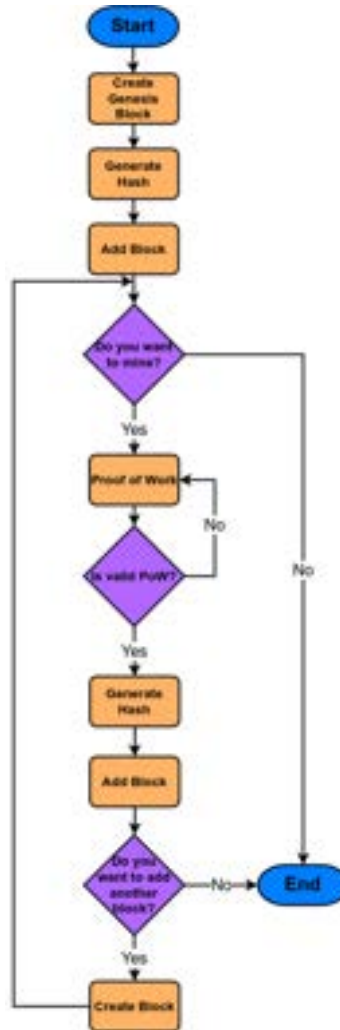 Start
Create
Genesis
Block
Generate
Hash
Add Block
Do you want
to mine?
Yes
Proof of Work
No
No
Is valid PoW?
Yes
Generate
Hash
Add Block
Do you
want to add
another
block?
No
End
Yes
Create Block